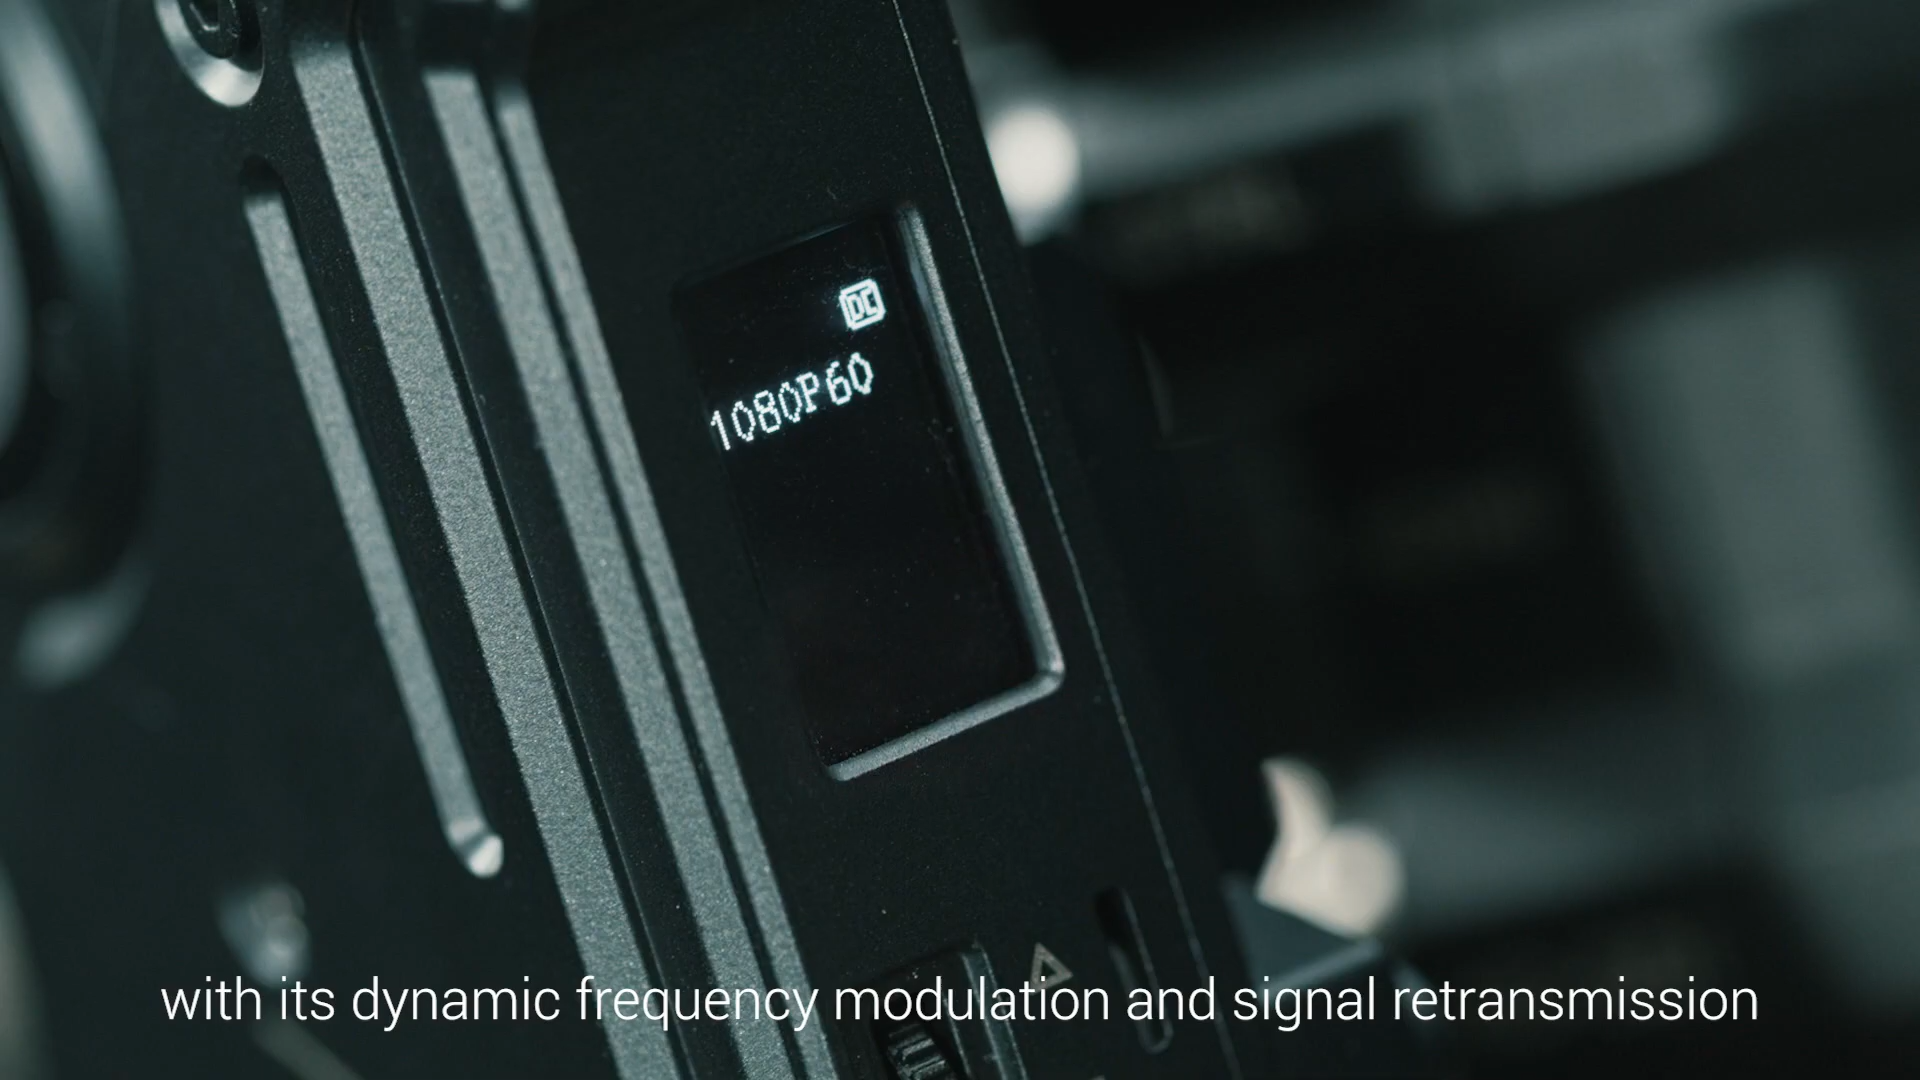 DC
1080P60
with its dynamic frequency modulation and signal retransmission